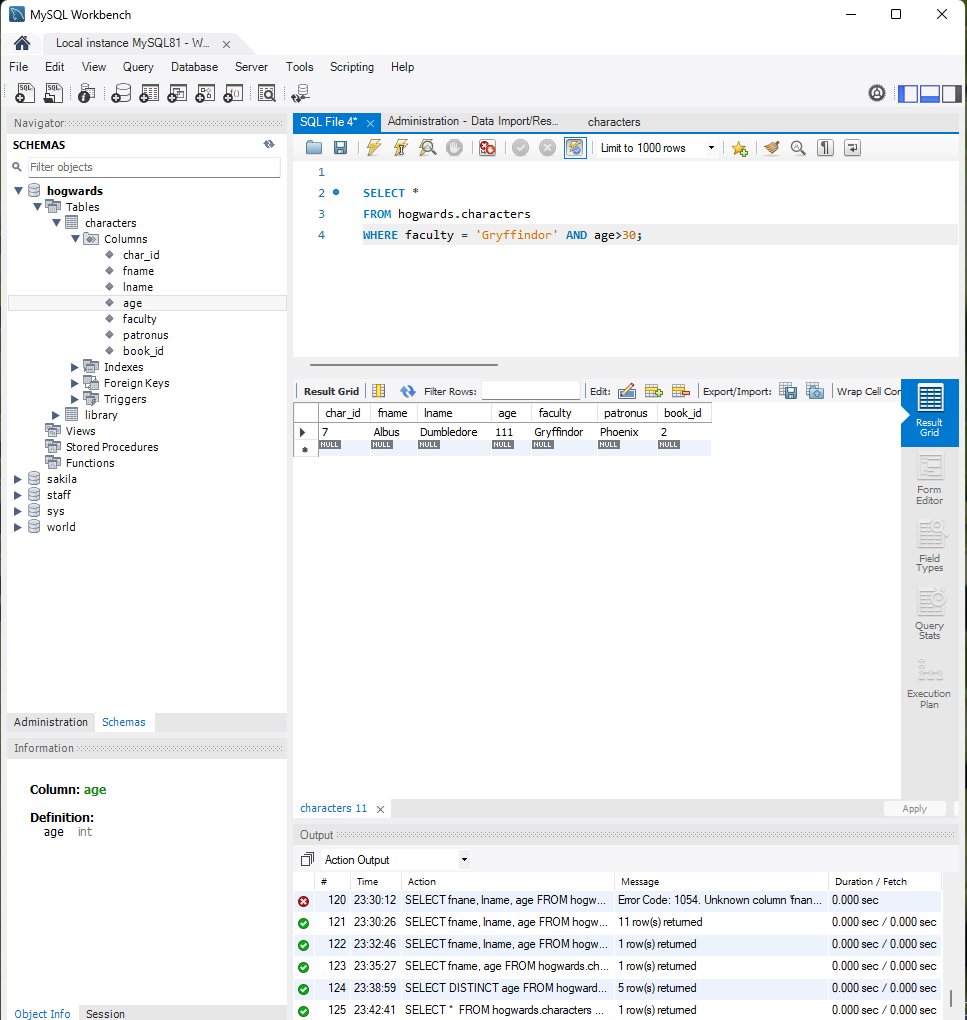 MySQL Workbench
Local instance MySQL81 - W...
File Edit View Query Database Server Tools Scripting Help
Navigator
SCHEMAS
Filter objects
hogwards
Tables
characters
Columns
char_id
fname
lname
age
faculty
patronus
book_id
Indexes
Foreign Keys
Triggers
library
Views
Stored Procedures
Functions
sakila
staff
sys
world
Administration Schemas
Information
Column: age
Definition:
age int
Object Info Session
SQL File 4* Administration - Data Import/Res... characters
Limit to 1000 rows
1
2 SELECT *
3 FROM hogwards.characters
4 WHERE faculty = 'Gryffindor' AND age>30;
Result Grid Filter Rows: Edit: Export/Import: Wrap Cell Con
char_id fname lname age faculty patronus book_id
7 Albus Dumbledore 111 Gryffindor Phoenix 2
NULL NULL NULL NULL NULL NULL NULL
Result
Grid
Form
Editor
Field
Types
Query
Stats
Execution
Plan
characters 11 Apply
Output
Action Output
# Time Action Message Duration / Fetch
120 23:30:12 SELECT fnane, lname, age FROM hogw... Error Code: 1054. Unknown column 'fnan... 0.000 sec
121 23:30:26 SELECT fname, lname, age FROM hogw... 11 row(s) returned 0.000 sec / 0.000 sec
122 23:32:46 SELECT fname, lname, age FROM hogw... 1 row(s) returned 0.000 sec / 0.000 sec
123 23:35:27 SELECT fname, age FROM hogwards.ch... 1 row(s) returned 0.000 sec / 0.000 sec
124 23:38:59 SELECT DISTINCT age FROM hogward... 5 row(s) returned 0.000 sec / 0.000 sec
125 23:42:41 SELECT * FROM hogwards.characters ... 1 row(s) returned 0.000 sec / 0.000 sec